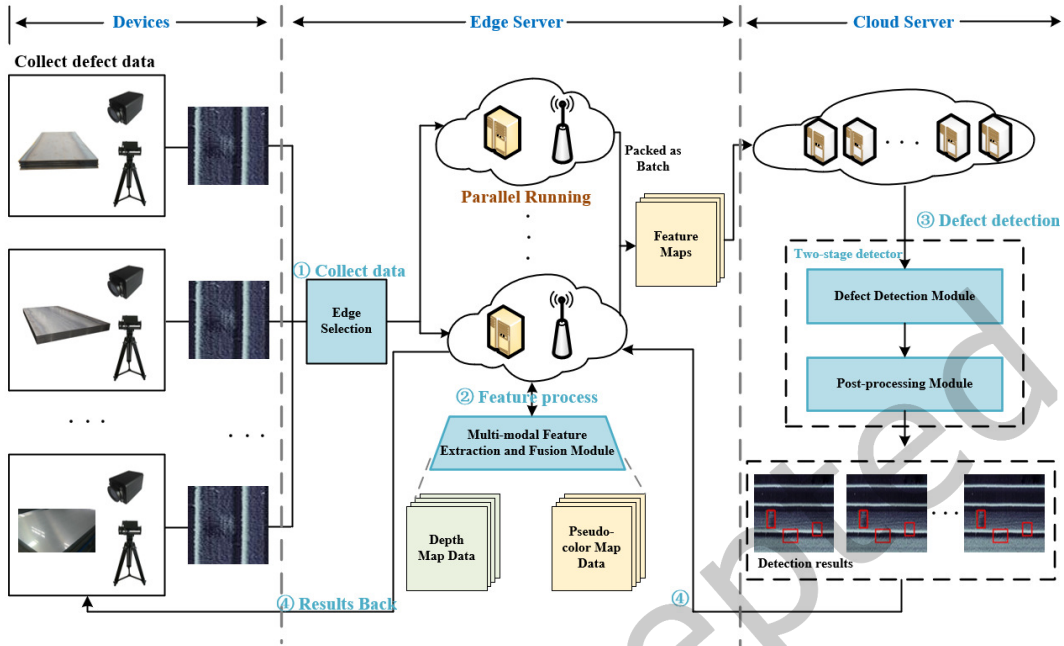 Devices
Edge Server
Cloud Server
Collect defect data
Packed as
Batch
Parallel Running
Feature
Maps
③ Defect detection
Two-stage detector
Defect Detection Module
Post-processing Module
① Collect data
Edge
Selection
② Feature process
Multi-modal Feature
Extraction and Fusion Module
Depth
Map Data
Pseudo-
color Map
Data
Detection results
④ Results Back
④
epted